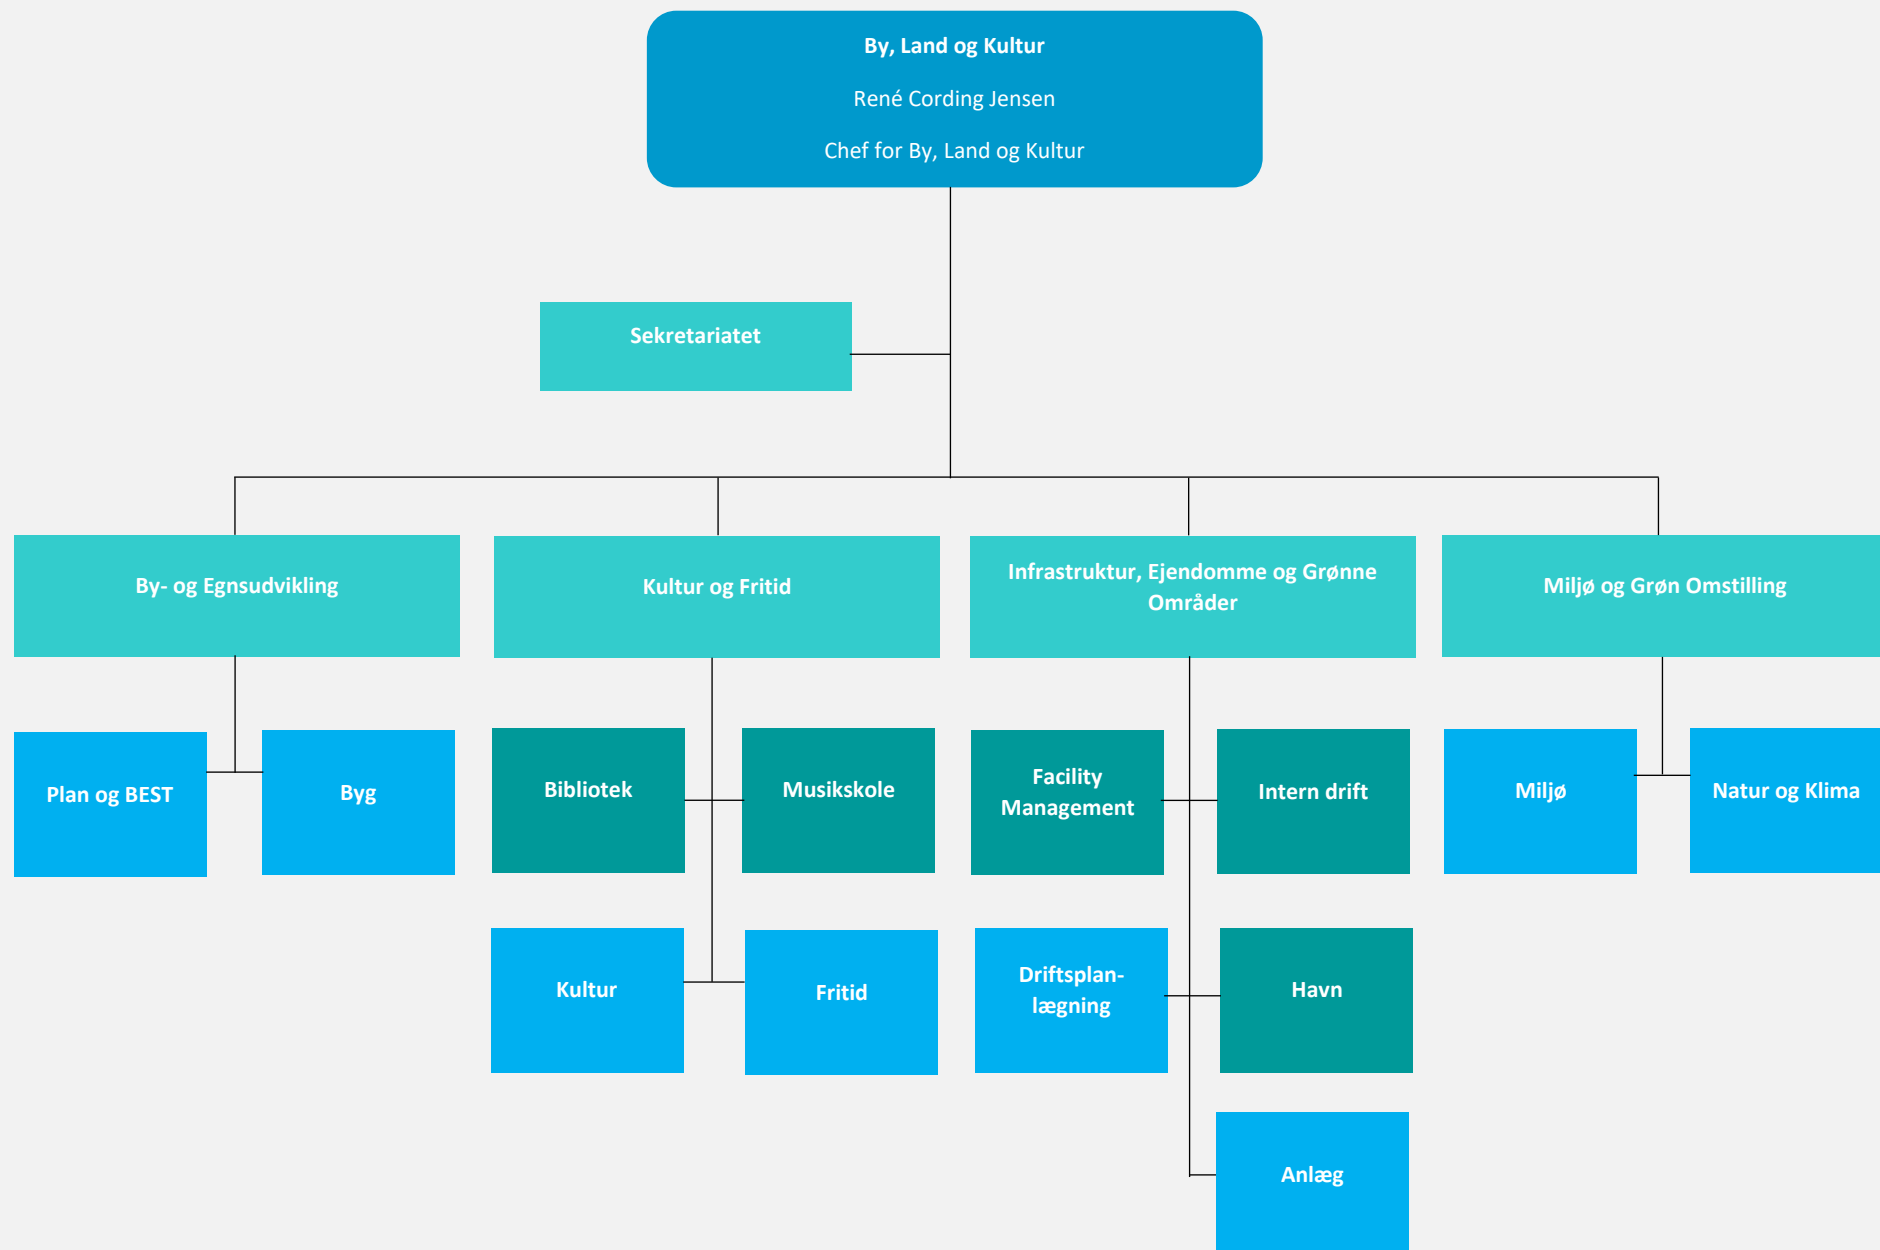 By, Land og Kultur
René Cording Jensen
Chef for By, Land og Kultur
Sekretariatet
By- og Egnsudvikling
Kultur og Fritid
Infrastruktur, Ejendomme og Grønne
Områder
Miljø og Grøn Omstilling
Plan og BEST
Byg
Bibliotek
Musikskole
Facility
Management
Intern drift
Miljø
Natur og Klima
Kultur
Fritid
Driftsplan-
lægning
Havn
Anlæg